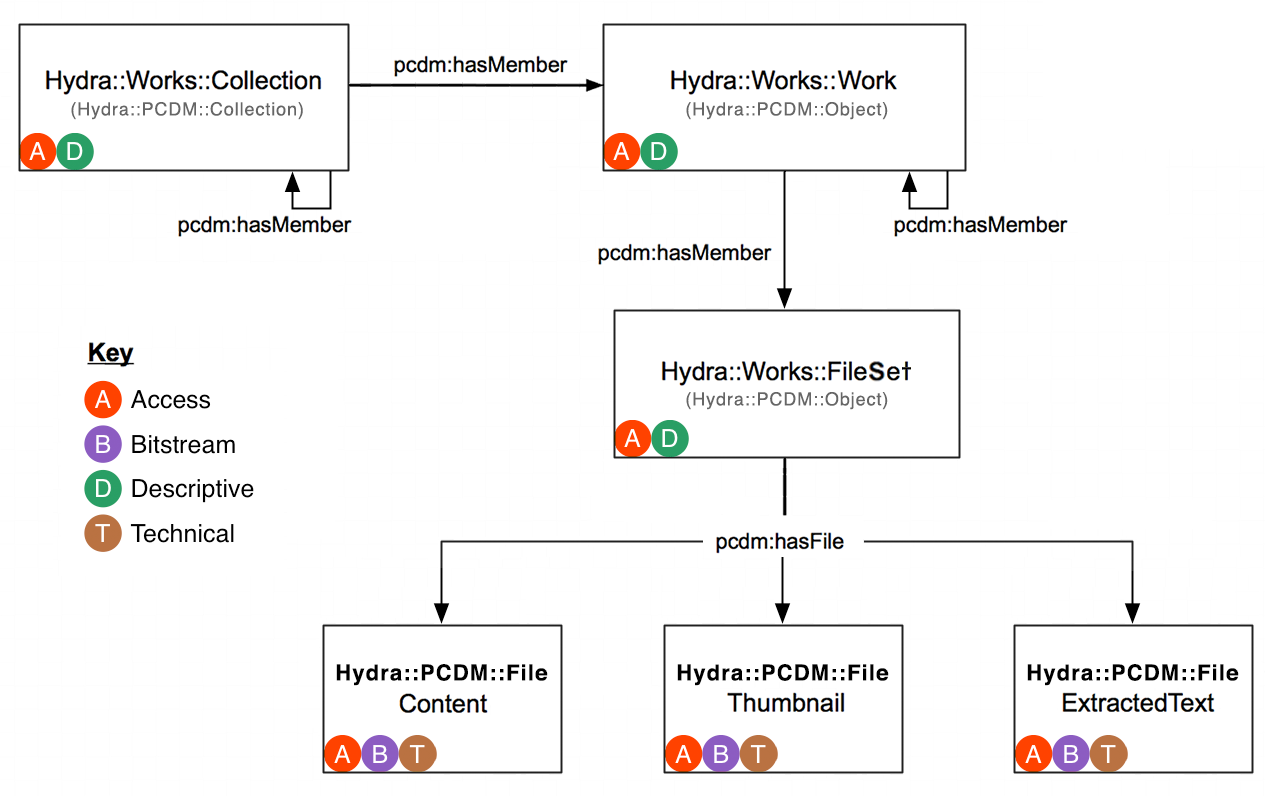 Hydra::Works::Collection
(Hydra::PCDM::Collection)
A D
pcdm:hasMember
pcdm:hasMember
Hydra::Works::Work
(Hydra::PCDM::Object)
A D
pcdm:hasMember
pcdm:hasMember
Hydra::Works::FileSet
(Hydra::PCDM::Object)
A D
Key
A Access
B Bitstream
D Descriptive
T Technical
pcdm:hasFile
Hydra::PCDM::File
Content
A B T
Hydra::PCDM::File
Thumbnail
A B T
Hydra::PCDM::File
ExtractedText
A B T